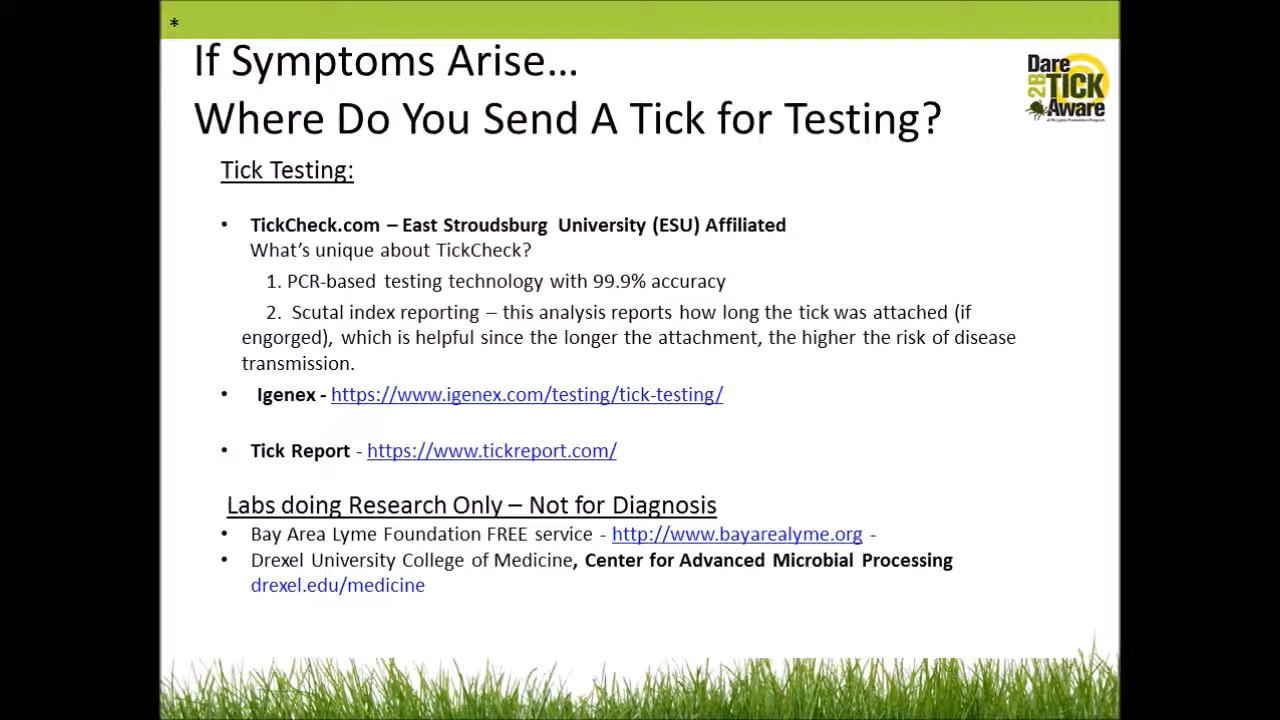 *
If Symptoms Arise…
Where Do You Send A Tick for Testing?
Dare
2B
TICK
Aware
Tick Testing:
• TickCheck.com – East Stroudsburg University (ESU) Affiliated
What's unique about TickCheck?
1. PCR-based testing technology with 99.9% accuracy
2. Scutal index reporting – this analysis reports how long the tick was attached (if
engorged), which is helpful since the longer the attachment, the higher the risk of disease
transmission.
• Igenex - https://www.igenex.com/testing/tick-testing/
• Tick Report - https://www.tickreport.com/
Labs doing Research Only – Not for Diagnosis
• Bay Area Lyme Foundation FREE service - http://www.bayarealyme.org -
• Drexel University College of Medicine, Center for Advanced Microbial Processing
drexel.edu/medicine